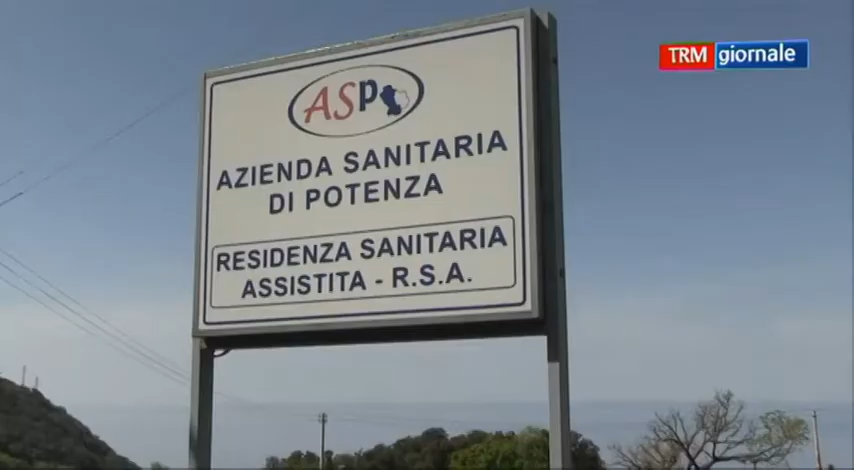 TRM giornale
ASP
AZIENDA SANITARIA
DI POTENZA
RESIDENZA SANITARIA
ASSISTITA - R.S.A.